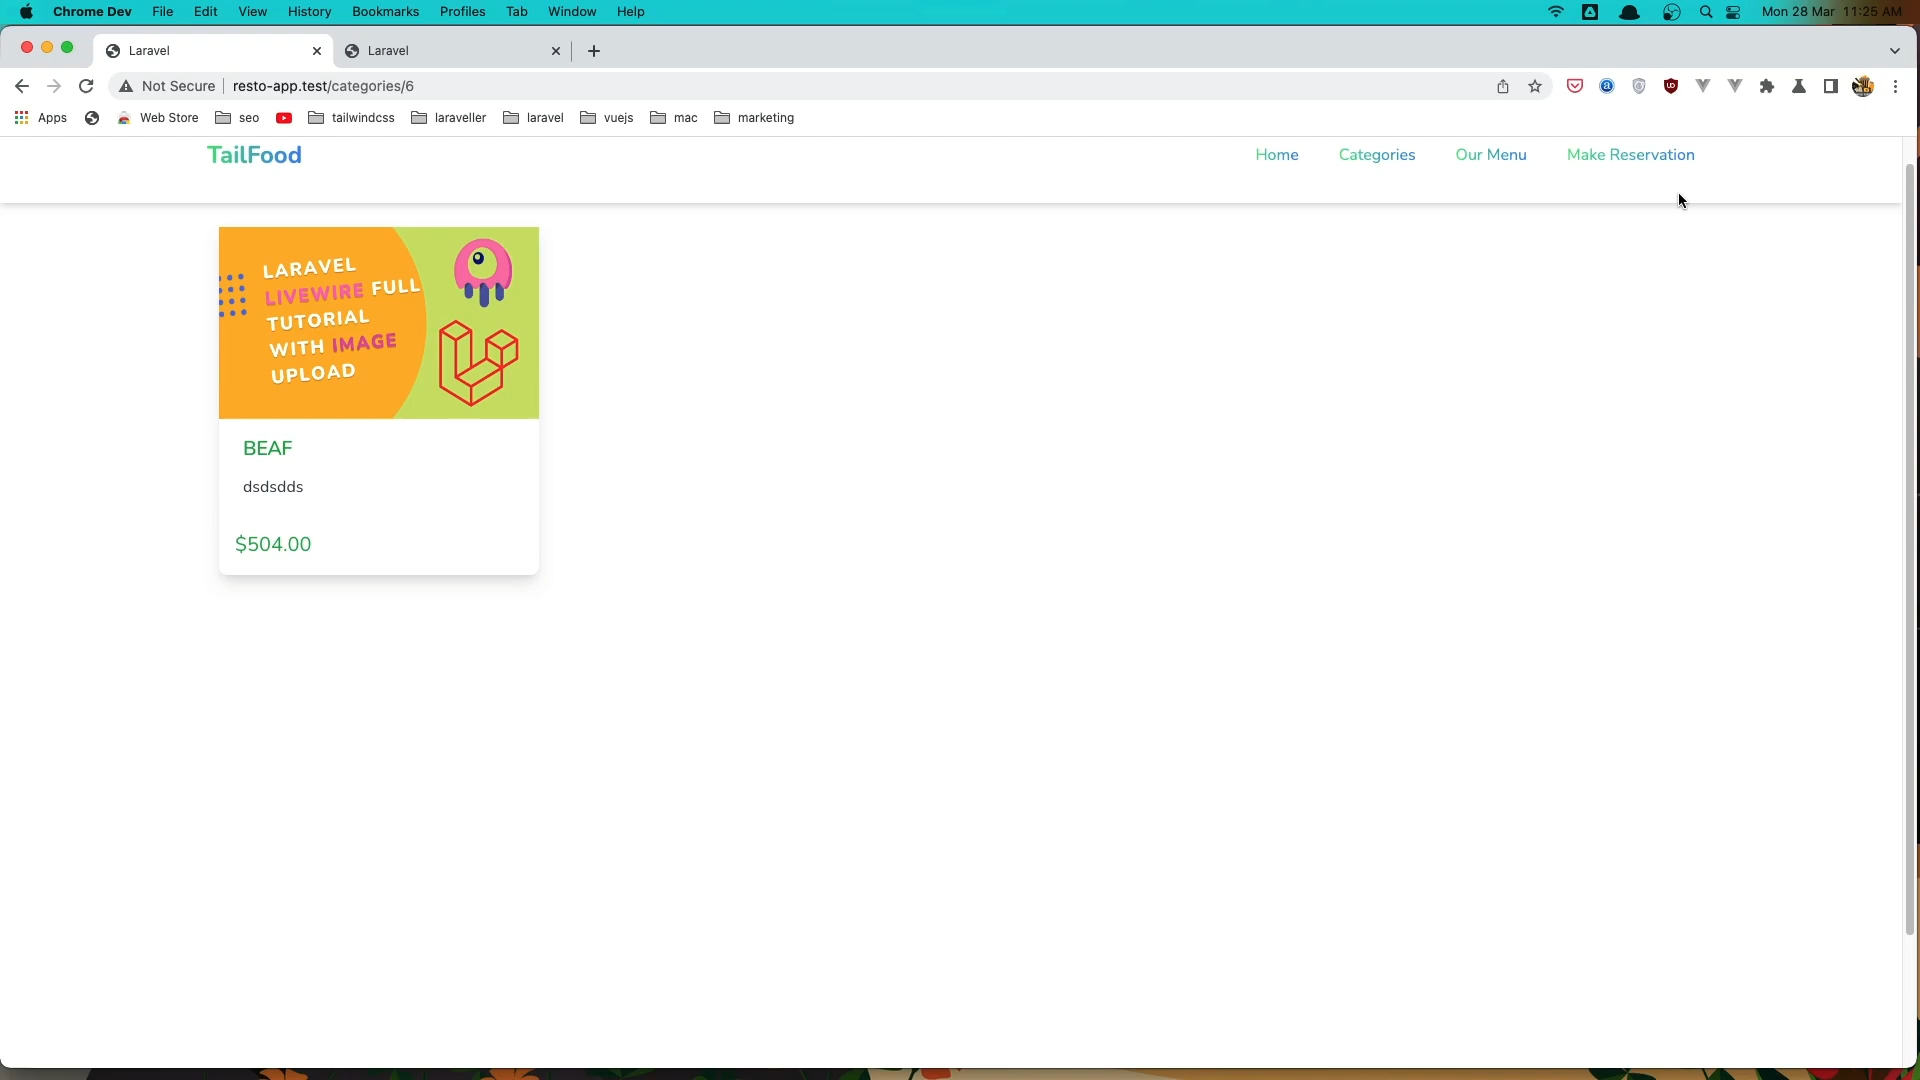 Chrome Dev File Edit View History Bookmarks Profiles Tab Window Help Mon 28 Mar 11:25 AM
Laravel Laravel
Not Secure resto-app.test/categories/6
Apps Web Store seo tailwindcss laraveller laravel vuejs mac marketing
TailFood Home Categories Our Menu Make Reservation
LARAVEL
LIVEWIRE FULL
TUTORIAL
WITH IMAGE
UPLOAD
BEAF
dsdsdds
$504.00